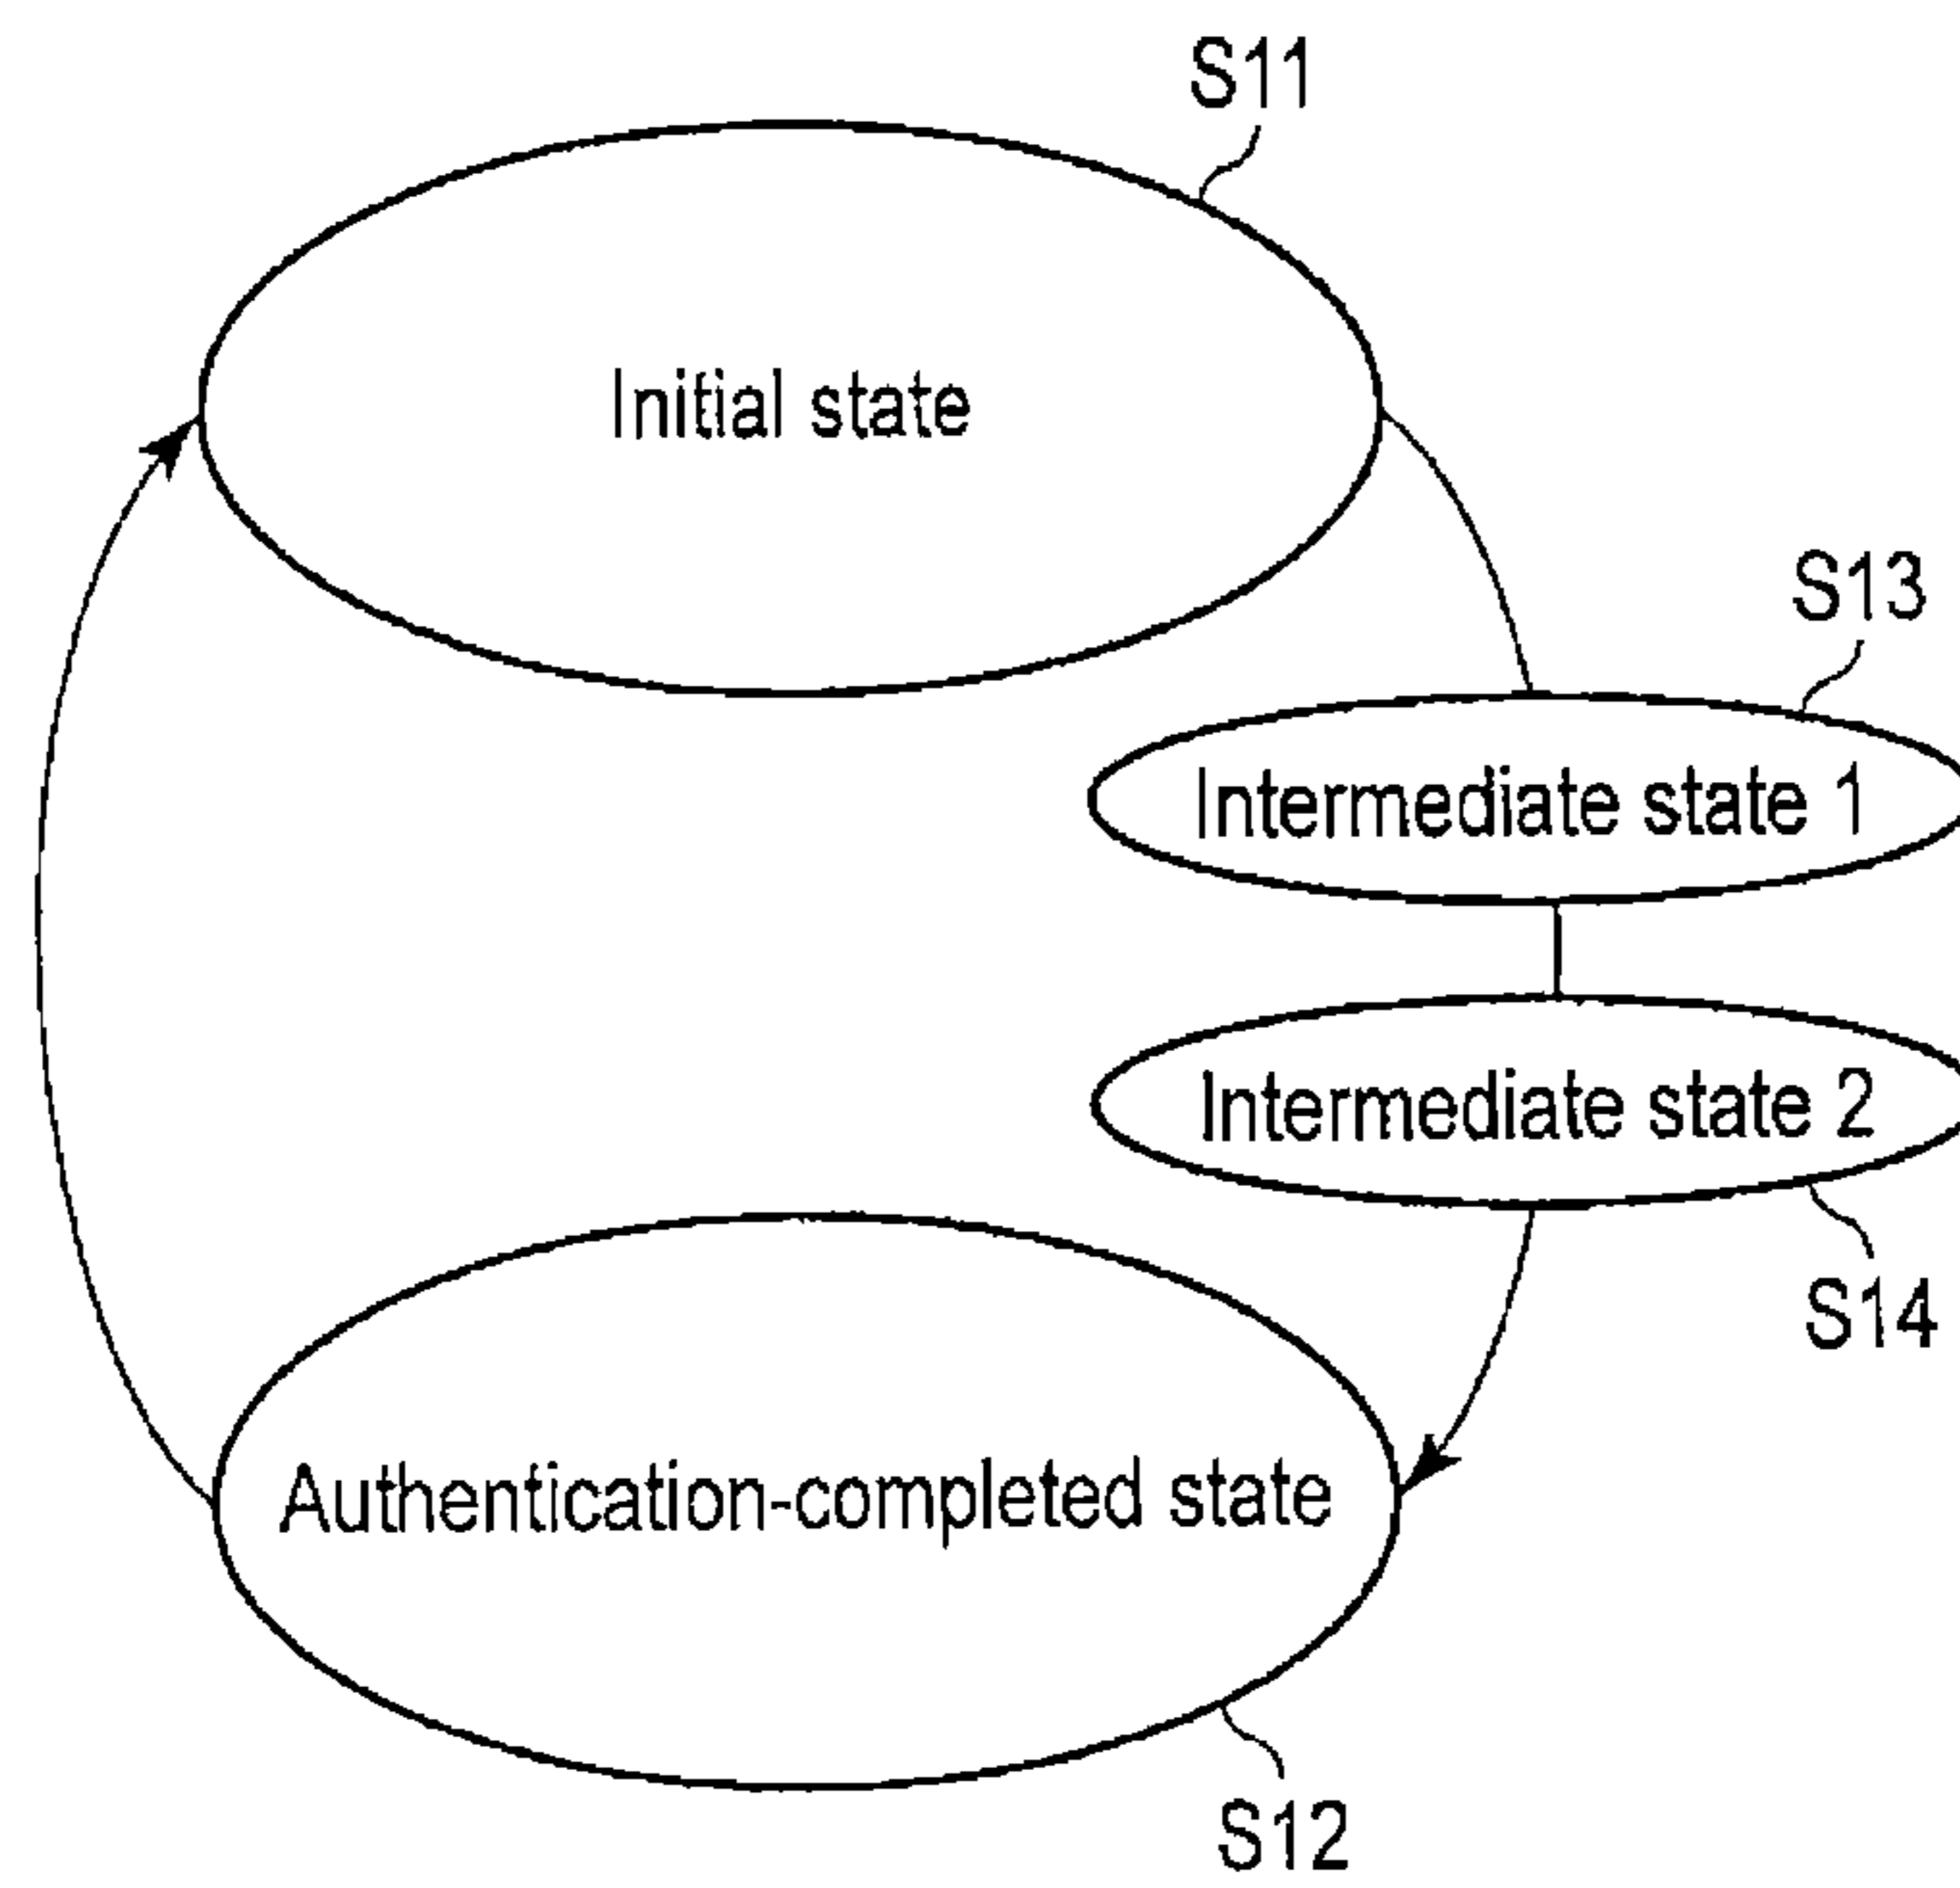 S11
Initial state
S13
Intermediate state 1
Intermediate state 2
S14
Authentication-completed state
S12